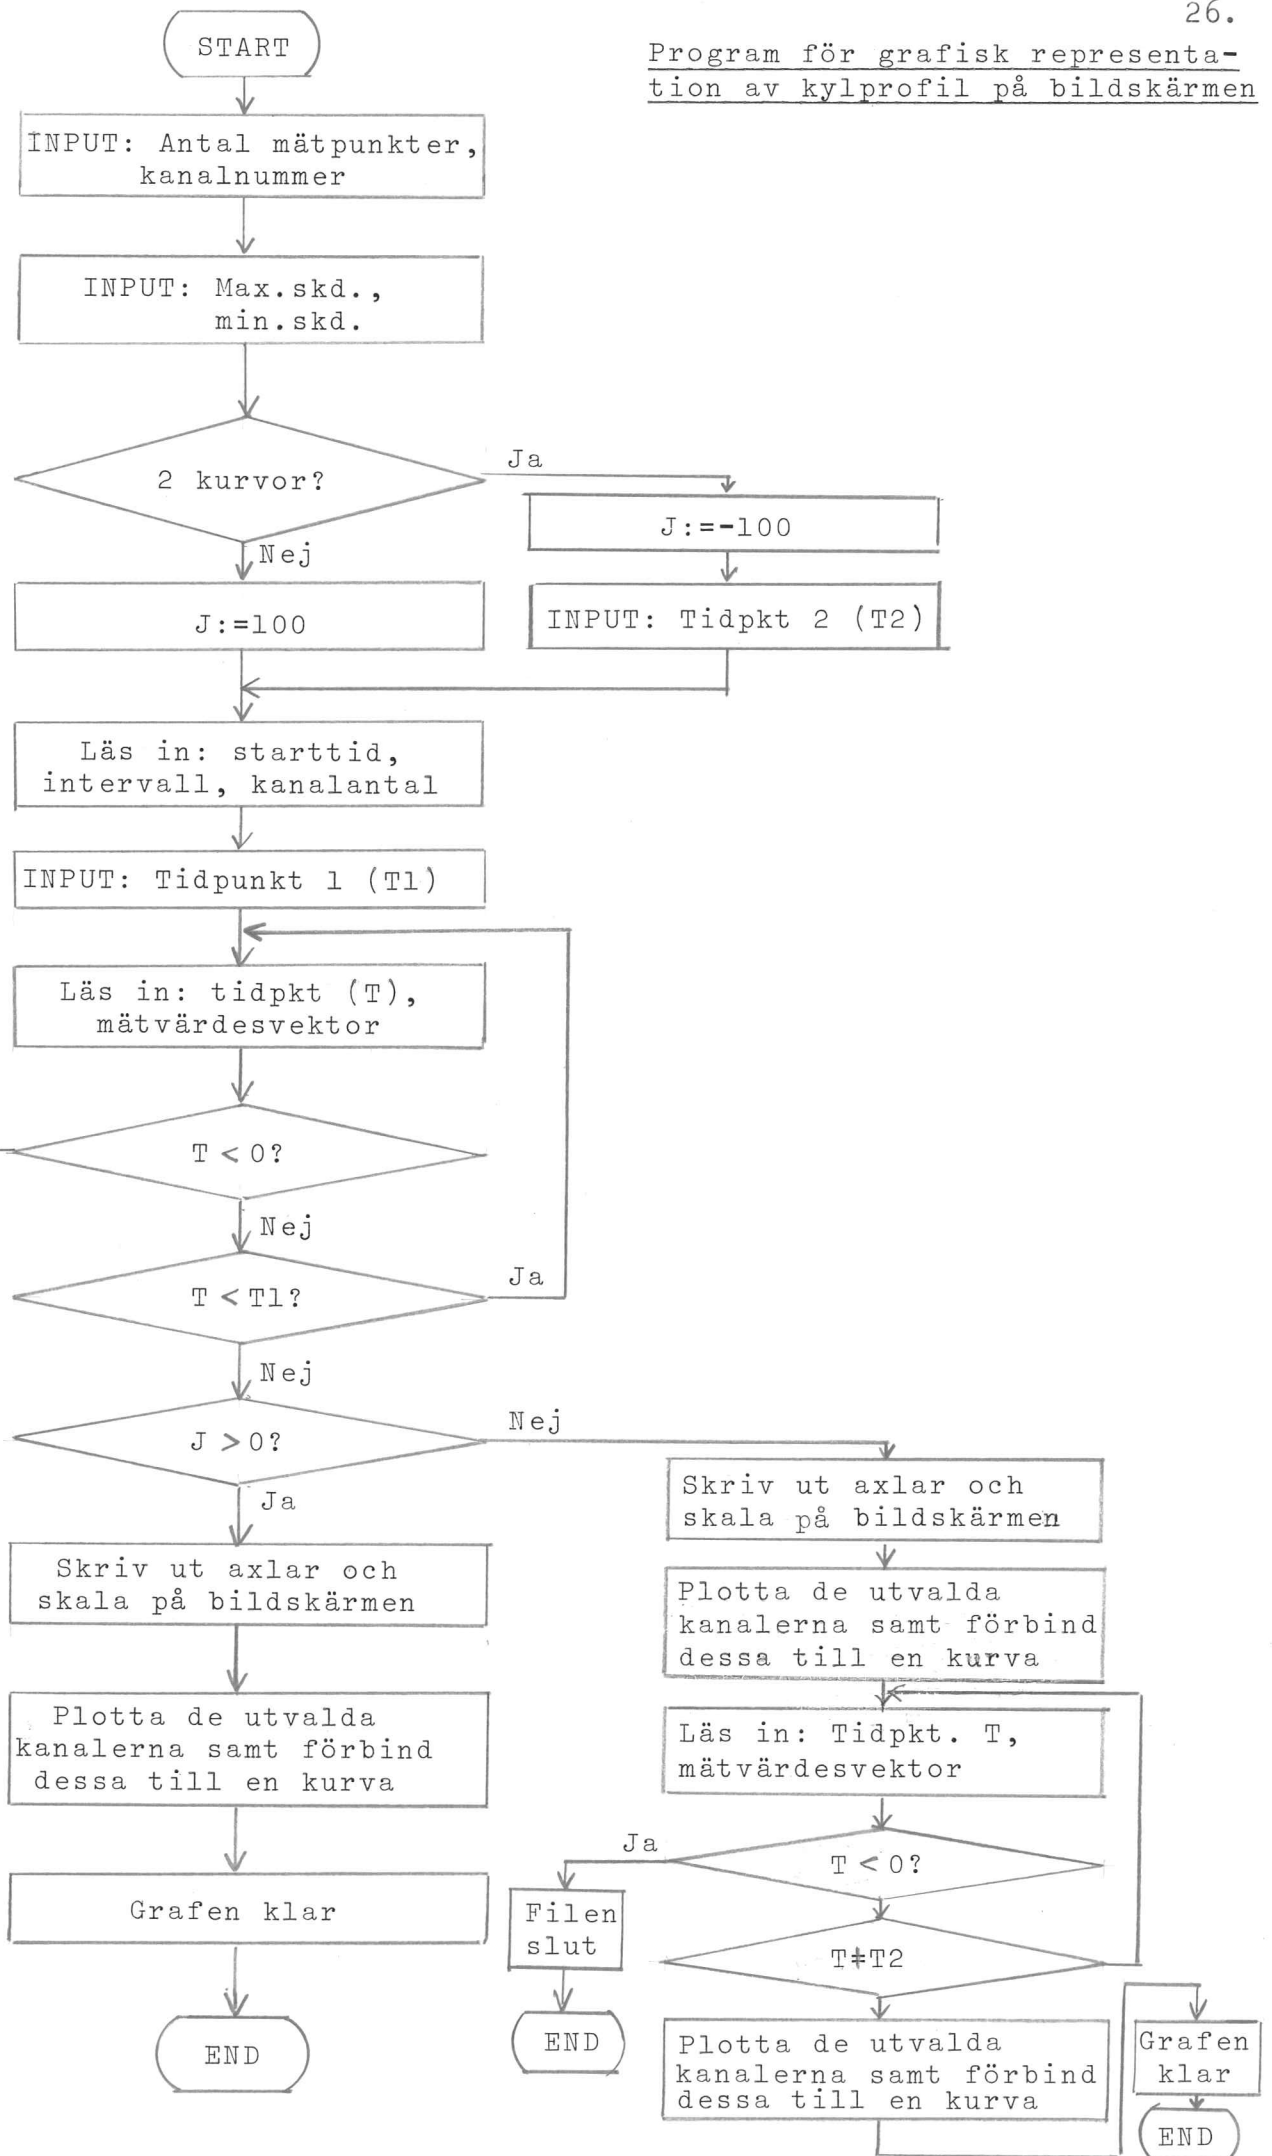 26.
Program för grafisk representa-
tion av kylprofil på bildskärmen
START
INPUT: Antal mätpunkter,
kanalnummer
INPUT: Max.skd.,
min.skd.
2 kurvor?
Ja
Nej
J:=-100
INPUT: Tidpkt 2 (T2)
J:=100
Läs in: starttid,
intervall, kanalantal
INPUT: Tidpunkt 1 (T1)
Läs in: tidpkt (T),
mätvärdesvektor
T < 0?
Nej
T < T1?
Ja
Nej
J > 0?
Nej
Ja
Skriv ut axlar och
skala på bildskärmen
Plotta de utvalda
kanalerna samt förbind
dessa till en kurva
Grafen klar
END
Skriv ut axlar och
skala på bildskärmen
Plotta de utvalda
kanalerna samt förbind
dessa till en kurva
Läs in: Tidpkt. T,
mätvärdesvektor
T < 0?
Ja
Filen
slut
END
T≠T2
Plotta de utvalda
kanalerna samt förbind
dessa till en kurva
Grafen
klar
END